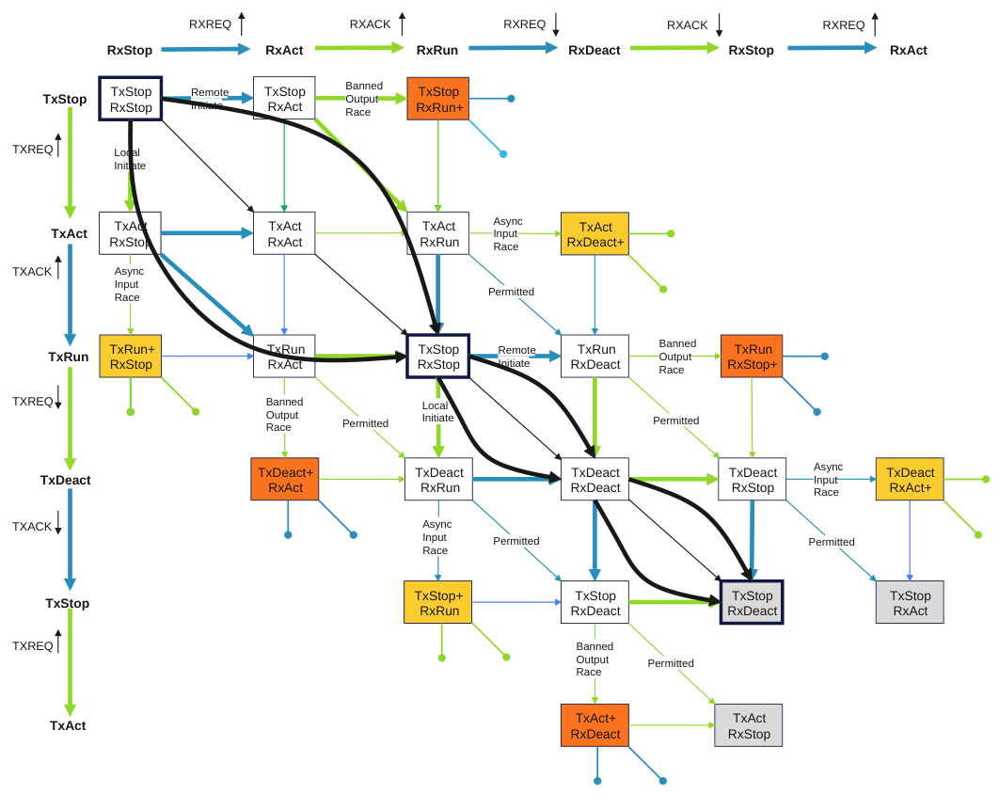 RXREQ
RXACK
RXREQ
RXACK
RXREQ
RxStop
RxAct
RxRun
RxDeact
RxStop
RxAct
TxStop
TxStop
RxStop
Remote
Initiate
TxStop
RxAct
Banned
Output
Race
TxStop
RxRun+
TXREQ
Local
Initiate
TxAct
TxAct
RxStop
TxAct
RxAct
TxAct
RxRun
Async
Input
Race
TxAct
RxDeact+
TXACK
Async
Input
Race
Permitted
TxRun
TxRun+
RxStop
TxRun
RxAct
TxStop
RxStop
Remote
Initiate
TxRun
RxDeact
Banned
Output
Race
TxRun
RxStop+
TXREQ
Banned
Output
Race
Permitted
Local
Initiate
Permitted
TxDeact
TxDeact+
RxAct
TxDeact
RxRun
TxDeact
RxDeact
TxDeact
RxStop
Async
Input
Race
TxDeact
RxAct+
TXACK
Async
Input
Race
Permitted
Permitted
TxStop
TxStop+
RxRun
TxStop
RxDeact
TxStop
RxDeact
TxStop
RxAct
TXREQ
Banned
Output
Race
Permitted
TxAct
TxAct+
RxDeact
TxAct
RxStop